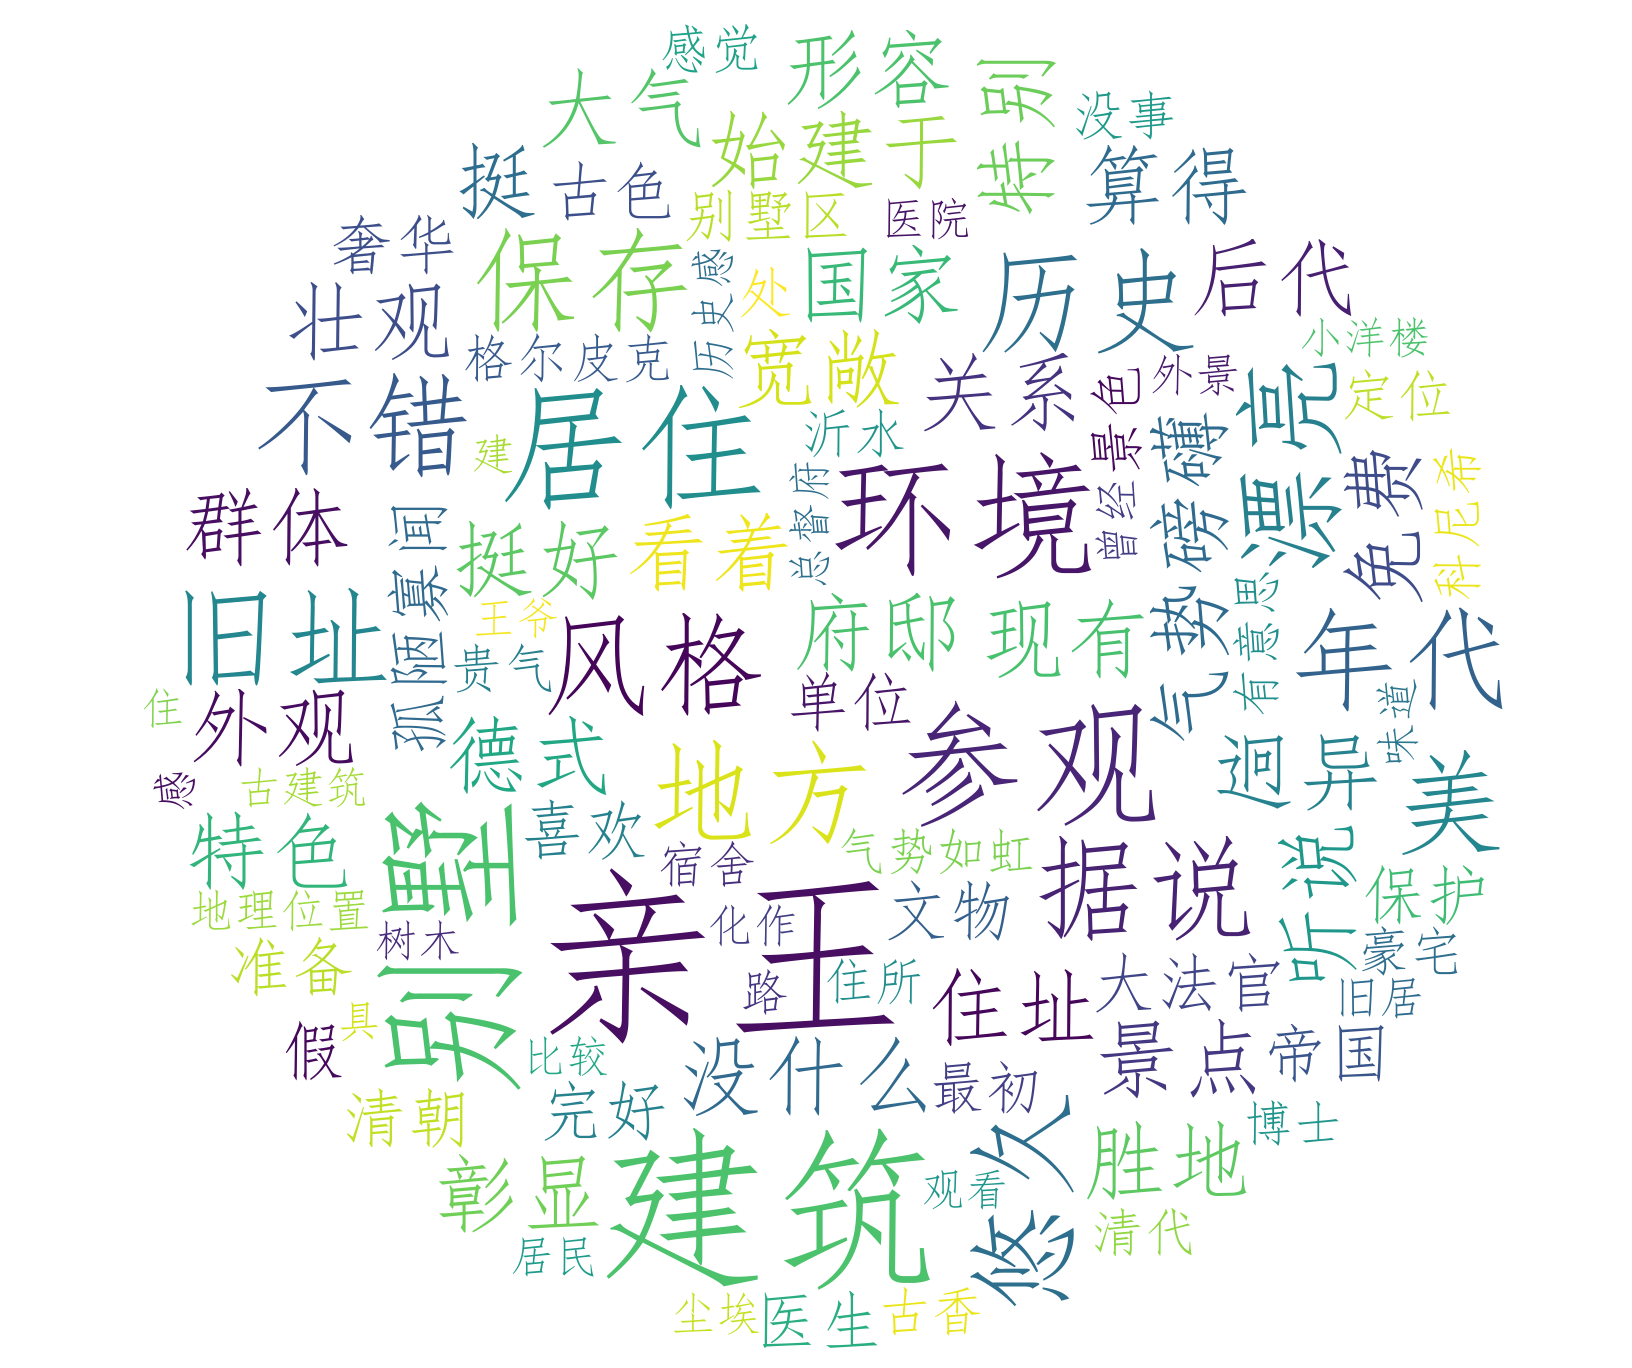 感觉
形容
特别
大气
没事
始建于
挺
古色
算得
别墅区
医院
奢华
保存
历史感
处
国家
历史
后代
壮观
格尔皮克
宽敞
关系
外景
小洋楼
不错
居住
沂水
景色
漂亮
定位
建
环境
磅礴
气势
免费
科尼希
群体
孤陋寡闻
挺好
看着
总督府
曾经
有意思
旧址
王爷
风格
府邸
现有
年代
贵气
住
外观
单位
味道
德式
地方
参观
迥异
美
感
古建筑
特色
别墅
喜欢
宿舍
气势如虹
据说
听说
保护
地理位置
亲王
化作
文物
准备
树木
路
住所
住址
大法官
豪宅
旧居
假
具
比较
没什么
最初
景点
帝国
清朝
完好
悠久
博士
彰显
建筑
观看
胜地
居民
清代
尘埃
医生
古香